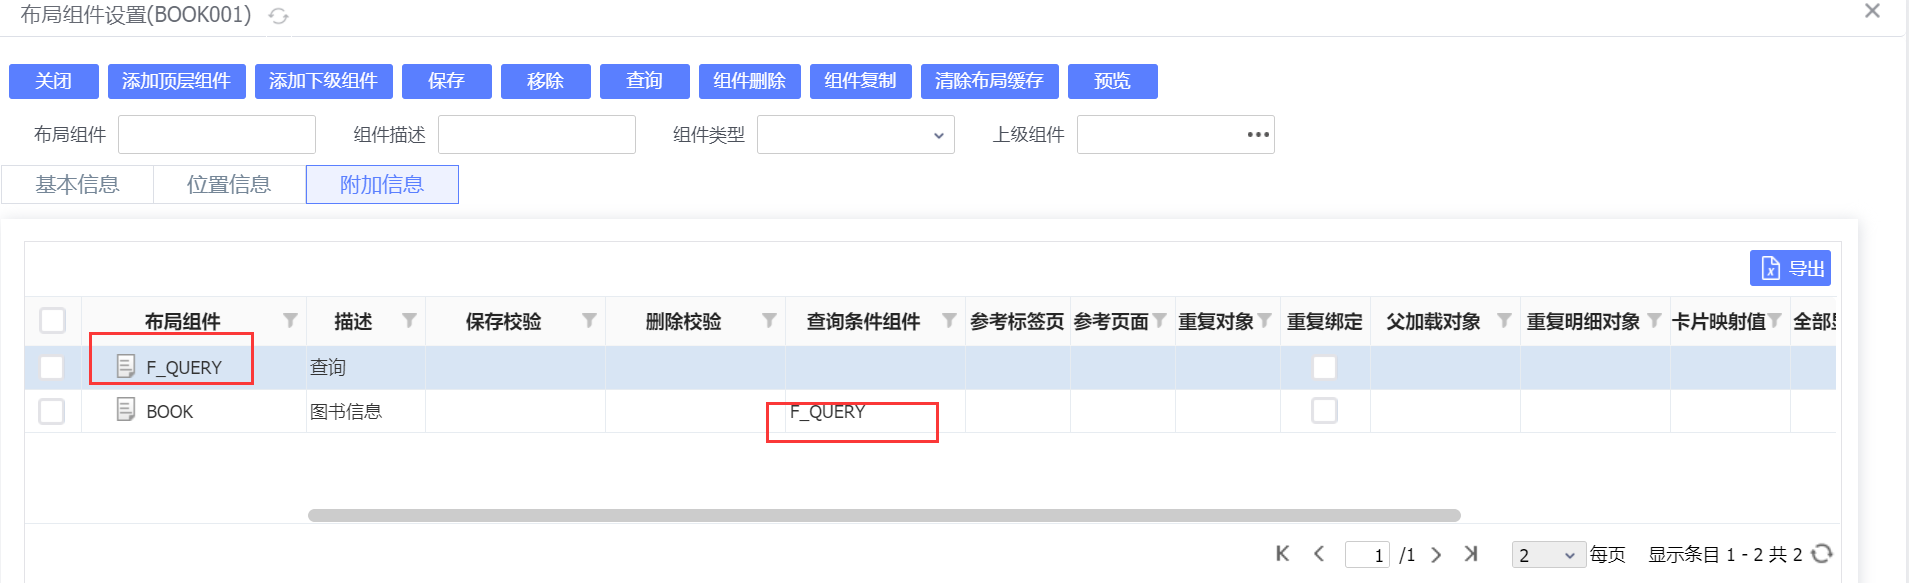 布局组件设置(BOOK001)
关闭 添加顶层组件 添加下级组件 保存 移除 查询 组件删除 组件复制 清除布局缓存 预览
布局组件 组件描述 组件类型 上级组件
基本信息 位置信息 附加信息
导出
布局组件 描述 保存校验 删除校验 查询条件组件 参考标签页 参考页面 重复对象 重复绑定 父加载对象 重复明细对象 卡片映射值 全部
F_QUERY 查询
BOOK 图书信息 F_QUERY
1 /1 2 每页 显示条目 1 - 2 共 2